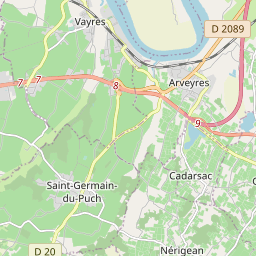 Vayres
D 2089
7
7
8
Arveyres
9
Cadarsac
Saint-Germain-
du-Puch
D 20
Nérigean